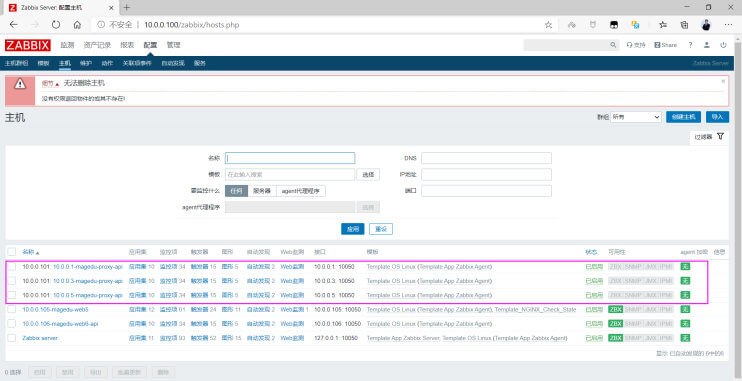 Zabbix Server: 配置主机
不安全 | 10.0.0.100/zabbix/hosts.php
ZABBIX 监测 资产记录 报表 配置 管理 支持 Share ?
主机群组 模板 主机 维护 动作 关联项事件 自动发现 服务 Zabbix Server
细节 无法删除主机
没有权限返回物件的或其不存在!
主机 群组 所有 创建主机 导入
过滤器
名称 DNS
模板 在此输入搜索 选择 IP地址
要监控什么 任何 服务器 agent代理程序 端口
agent代理程序 选择
应用 重设
名称 应用集 监控项 触发器 图形 自动发现 Web监测 接口 模板 状态 可用性 agent 加密 信息
10.0.0.101: 10.0.0.1-magedu-proxy-api 应用集 10 监控项 34 触发器 15 图形 5 自动发现 2 Web监测 10.0.0.1: 10050 Template OS Linux (Template App Zabbix Agent) 已启用 ZBX SNMP JMX IPMI 无
10.0.0.101: 10.0.0.3-magedu-proxy-api 应用集 10 监控项 34 触发器 15 图形 5 自动发现 2 Web监测 10.0.0.3: 10050 Template OS Linux (Template App Zabbix Agent) 已启用 ZBX SNMP JMX IPMI 无
10.0.0.101: 10.0.0.5-magedu-proxy-api 应用集 10 监控项 34 触发器 15 图形 5 自动发现 2 Web监测 10.0.0.5: 10050 Template OS Linux (Template App Zabbix Agent) 已启用 ZBX SNMP JMX IPMI 无
10.0.0.105-magedu-web5 应用集 12 监控项 61 触发器 24 图形 11 自动发现 2 Web监测 1 10.0.0.105: 10050 Template OS Linux (Template App Zabbix Agent), Template_NGINX_Check_State 已启用 ZBX SNMP JMX IPMI 无
10.0.0.106-magedu-web6-api 应用集 10 监控项 34 触发器 15 图形 5 自动发现 2 Web监测 10.0.0.106: 10050 Template OS Linux (Template App Zabbix Agent) 已启用 ZBX SNMP JMX IPMI 无
Zabbix server 应用集 11 监控项 93 触发器 52 图形 15 自动发现 2 Web监测 127.0.0.1: 10050 Template App Zabbix Server, Template OS Linux (Template App Zabbix Agent) 已启用 ZBX SNMP JMX IPMI 无
显示 已自动发现的 6中的6
0 选择 启用 禁用 导出 批量更新 删除